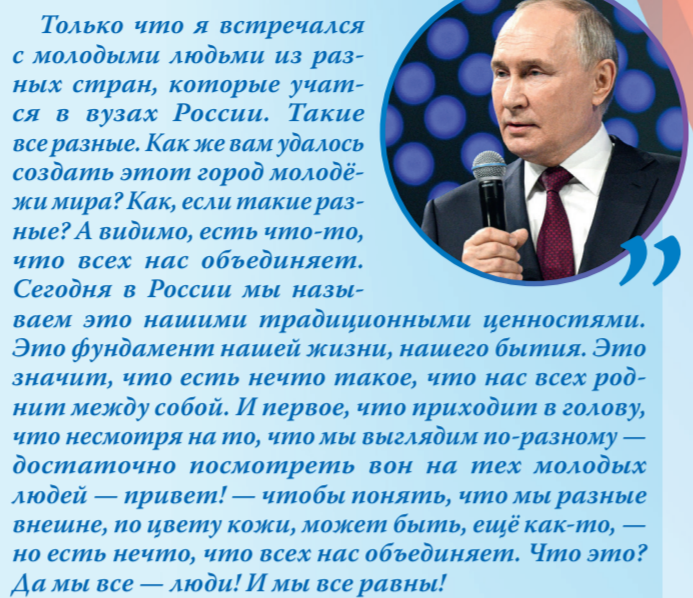 Только что я встречался
с молодыми людьми из раз-
ных стран, которые учат-
ся в вузах России. Такие
все разные. Как же вам удалось
создать этот город молодё-
жи мира? Как, если такие раз-
ные? А видимо, есть что-то,
что всех нас объединяет.
Сегодня в России мы назы-
ваем это нашими традиционными ценностями.
Это фундамент нашей жизни, нашего бытия. Это
значит, что есть нечто такое, что нас всех род-
нит между собой. И первое, что приходит в голову,
что несмотря на то, что мы выглядим по-разному —
достаточно посмотреть вон на тех молодых
людей — привет! — чтобы понять, что мы разные
внешне, по цвету кожи, может быть, ещё как-то, —
но есть нечто, что всех нас объединяет. Что это?
Да мы все — люди! И мы все равны!
”